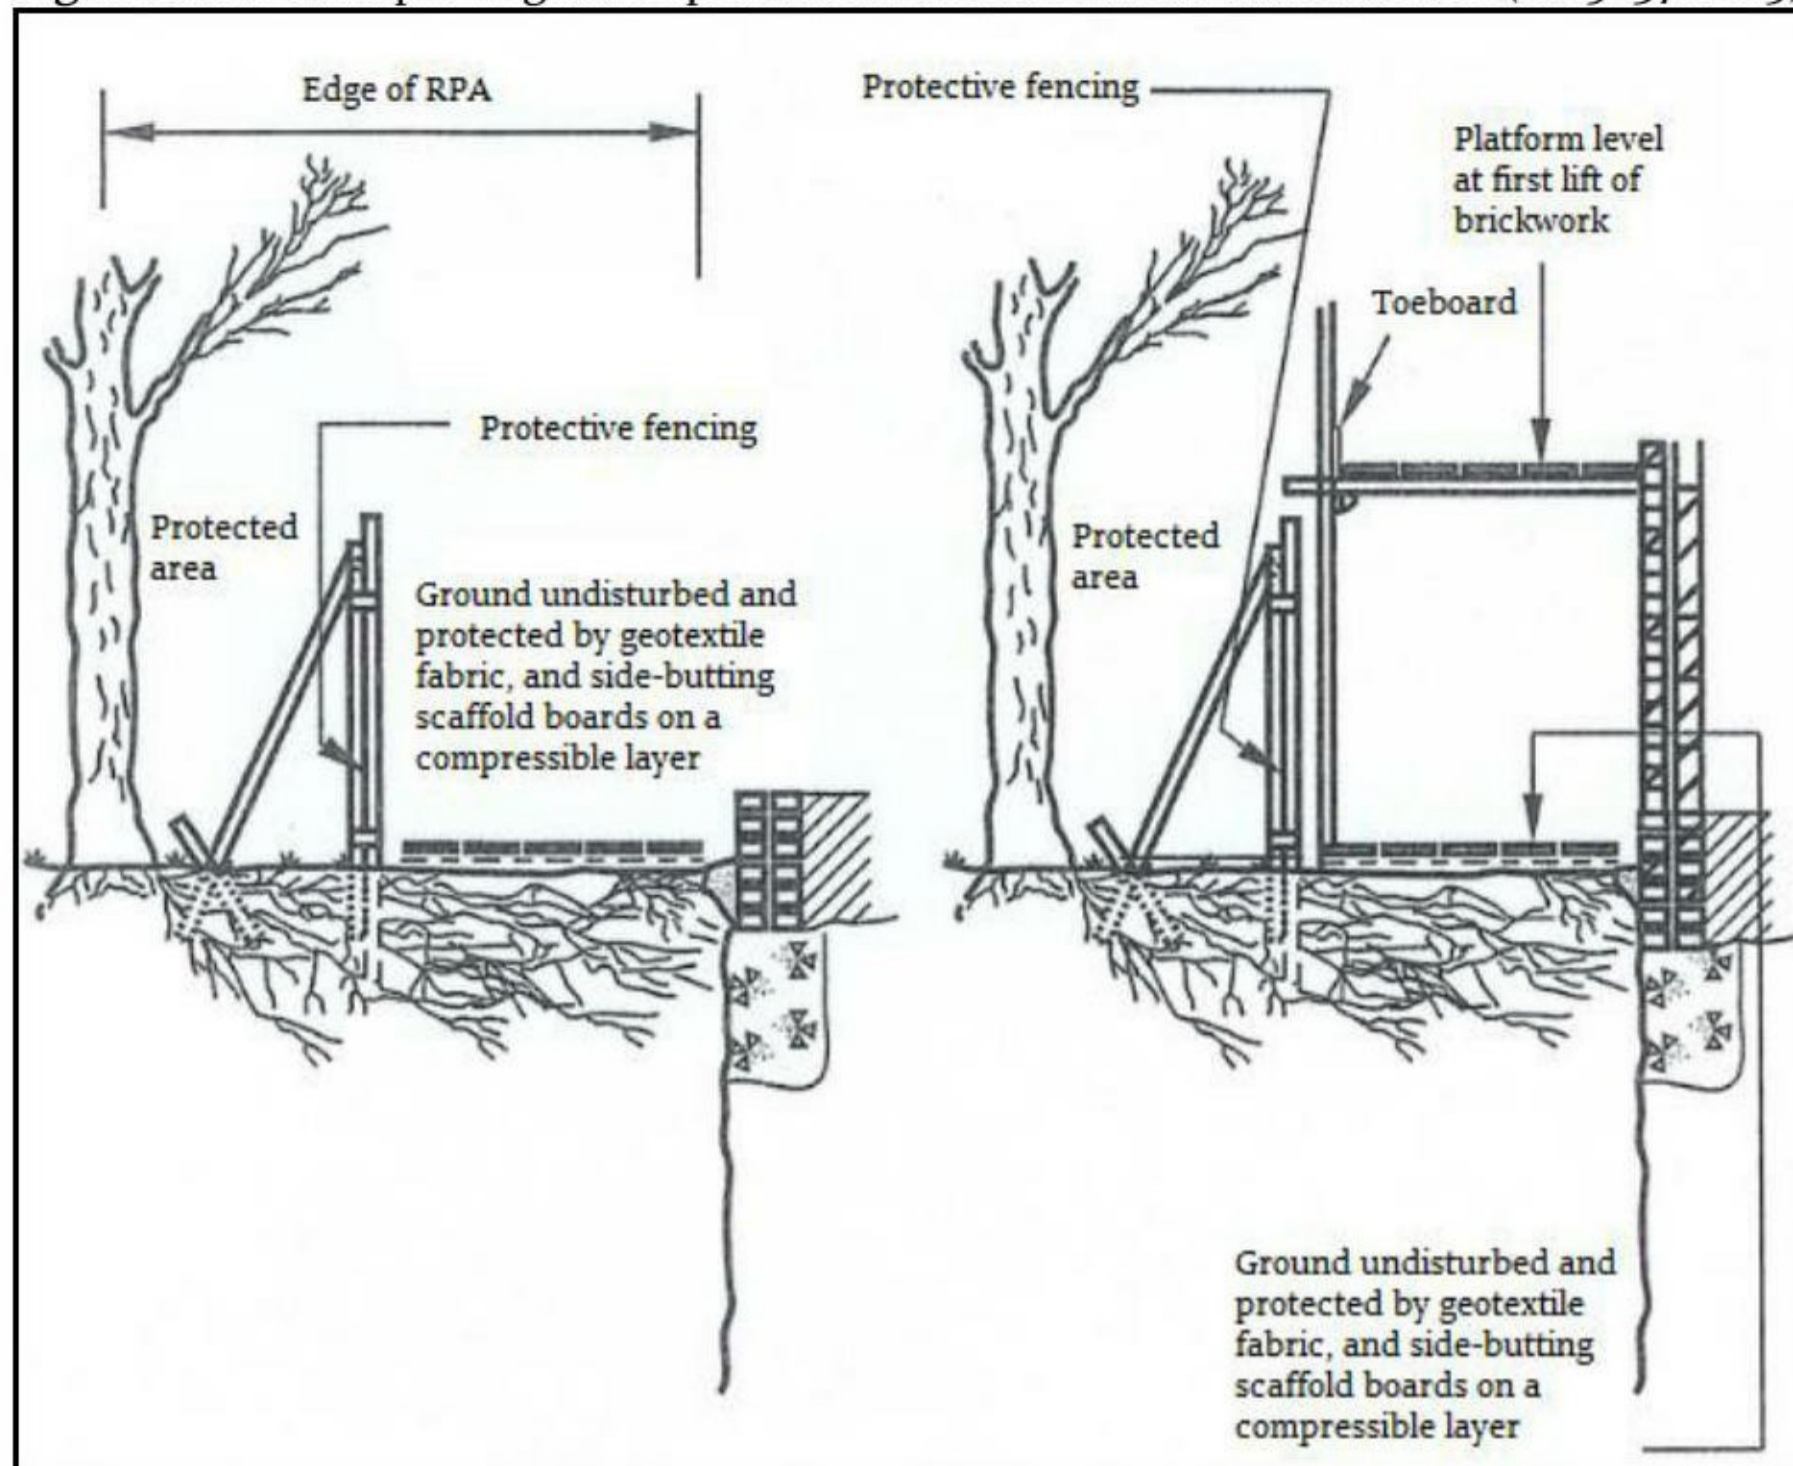 Edge of RPA
Protective fencing
Protected
area
Ground undisturbed and
protected by geotextile
fabric, and side-butting
scaffold boards on a
compressible layer
Protective fencing
Platform level
at first lift of
brickwork
Toeboard
Protected
area
Ground undisturbed and
protected by geotextile
fabric, and side-butting
scaffold boards on a
compressible layer